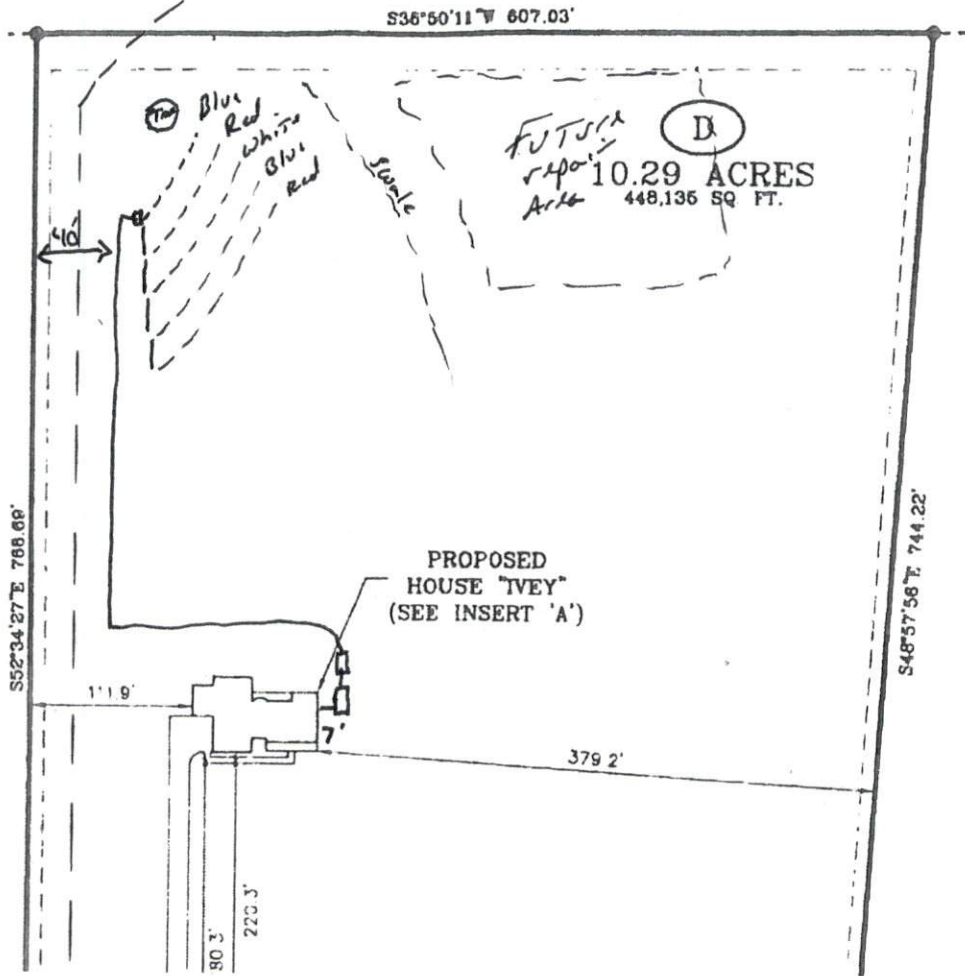 S36°50'11"W 607.03'
Blue
Red
White
Blue
Red
Swale
Future
repair
Area
D
10.29 ACRES
448,135 SQ. FT.
40'
S52°34'27"E 768.69'
S48°57'58"E 744.22'
PROPOSED
HOUSE "IVEY"
(SEE INSERT 'A')
111.9'
7'
379.2'
220.3'
80.3'